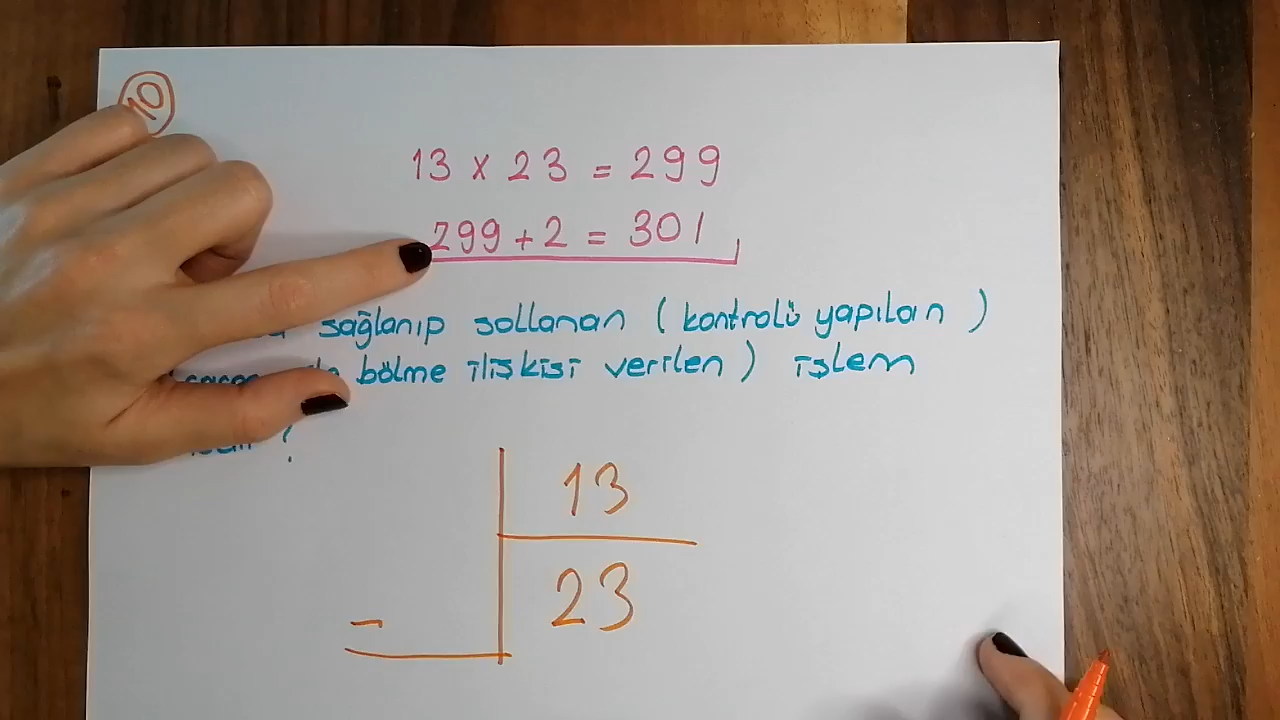 10
13 x 23 = 299
299 + 2 = 301
sağlanıp sollanan ( kontrolü yapılan )
bölme ilişkisi verilen ) işlem
?
13
23
-